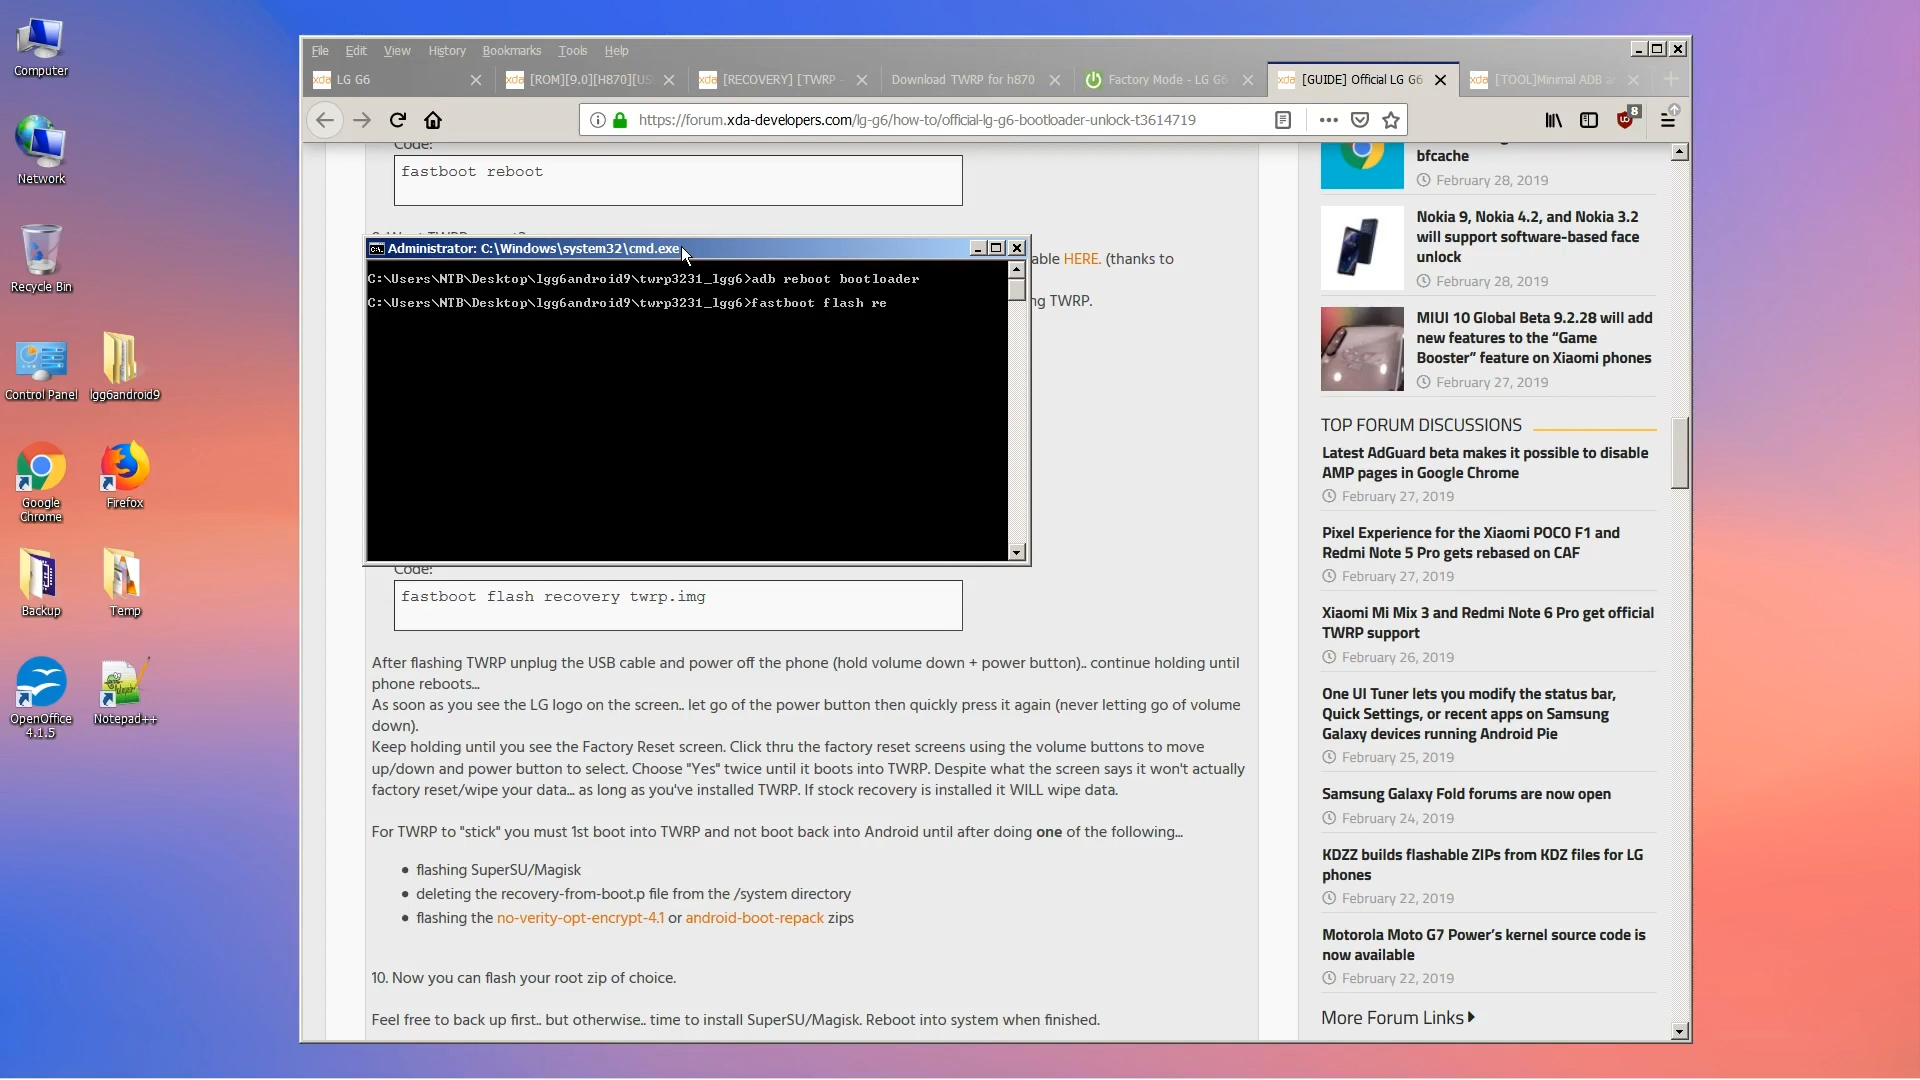 Computer
Network
Recycle Bin
Control Panel
lgg6android9
Google Chrome
Firefox
Backup
Temp
OpenOffice 4.1.5
Notepad++
File Edit View History Bookmarks Tools Help
xda LG G6
xda [ROM][9.0][H870][US
xda [RECOVERY] [TWRP -
Download TWRP for h870
Factory Mode - LG G6
xda [GUIDE] Official LG G6
xda [TOOL]Minimal ADB a
https://forum.xda-developers.com/lg-g6/how-to/official-lg-g6-bootloader-unlock-t3614719
8
Code:
fastboot reboot
able HERE. (thanks to
ng TWRP.
Administrator: C:\Windows\system32\cmd.exe
C:\Users\NTB\Desktop\lgg6android9\twrp3231_lgg6>adb reboot bootloader
C:\Users\NTB\Desktop\lgg6android9\twrp3231_lgg6>fastboot flash re
Code:
fastboot flash recovery twrp.img
After flashing TWRP unplug the USB cable and power off the phone (hold volume down + power button).. continue holding until
phone reboots...
As soon as you see the LG logo on the screen.. let go of the power button then quickly press it again (never letting go of volume
down).
Keep holding until you see the Factory Reset screen. Click thru the factory reset screens using the volume buttons to move
up/down and power button to select. Choose "Yes" twice until it boots into TWRP. Despite what the screen says it won't actually
factory reset/wipe your data... as long as you've installed TWRP. If stock recovery is installed it WILL wipe data.
For TWRP to "stick" you must 1st boot into TWRP and not boot back into Android until after doing one of the following...
• flashing SuperSU/Magisk
• deleting the recovery-from-boot.p file from the /system directory
• flashing the no-verity-opt-encrypt-4.1 or android-boot-repack zips
10. Now you can flash your root zip of choice.
Feel free to back up first.. but otherwise.. time to install SuperSU/Magisk. Reboot into system when finished.
bfcache
February 28, 2019
Nokia 9, Nokia 4.2, and Nokia 3.2
will support software-based face
unlock
February 28, 2019
MIUI 10 Global Beta 9.2.28 will add
new features to the “Game
Booster” feature on Xiaomi phones
February 27, 2019
TOP FORUM DISCUSSIONS
Latest AdGuard beta makes it possible to disable
AMP pages in Google Chrome
February 27, 2019
Pixel Experience for the Xiaomi POCO F1 and
Redmi Note 5 Pro gets rebased on CAF
February 27, 2019
Xiaomi Mi Mix 3 and Redmi Note 6 Pro get official
TWRP support
February 26, 2019
One UI Tuner lets you modify the status bar,
Quick Settings, or recent apps on Samsung
Galaxy devices running Android Pie
February 25, 2019
Samsung Galaxy Fold forums are now open
February 24, 2019
KDZZ builds flashable ZIPs from KDZ files for LG
phones
February 22, 2019
Motorola Moto G7 Power’s kernel source code is
now available
February 22, 2019
More Forum Links